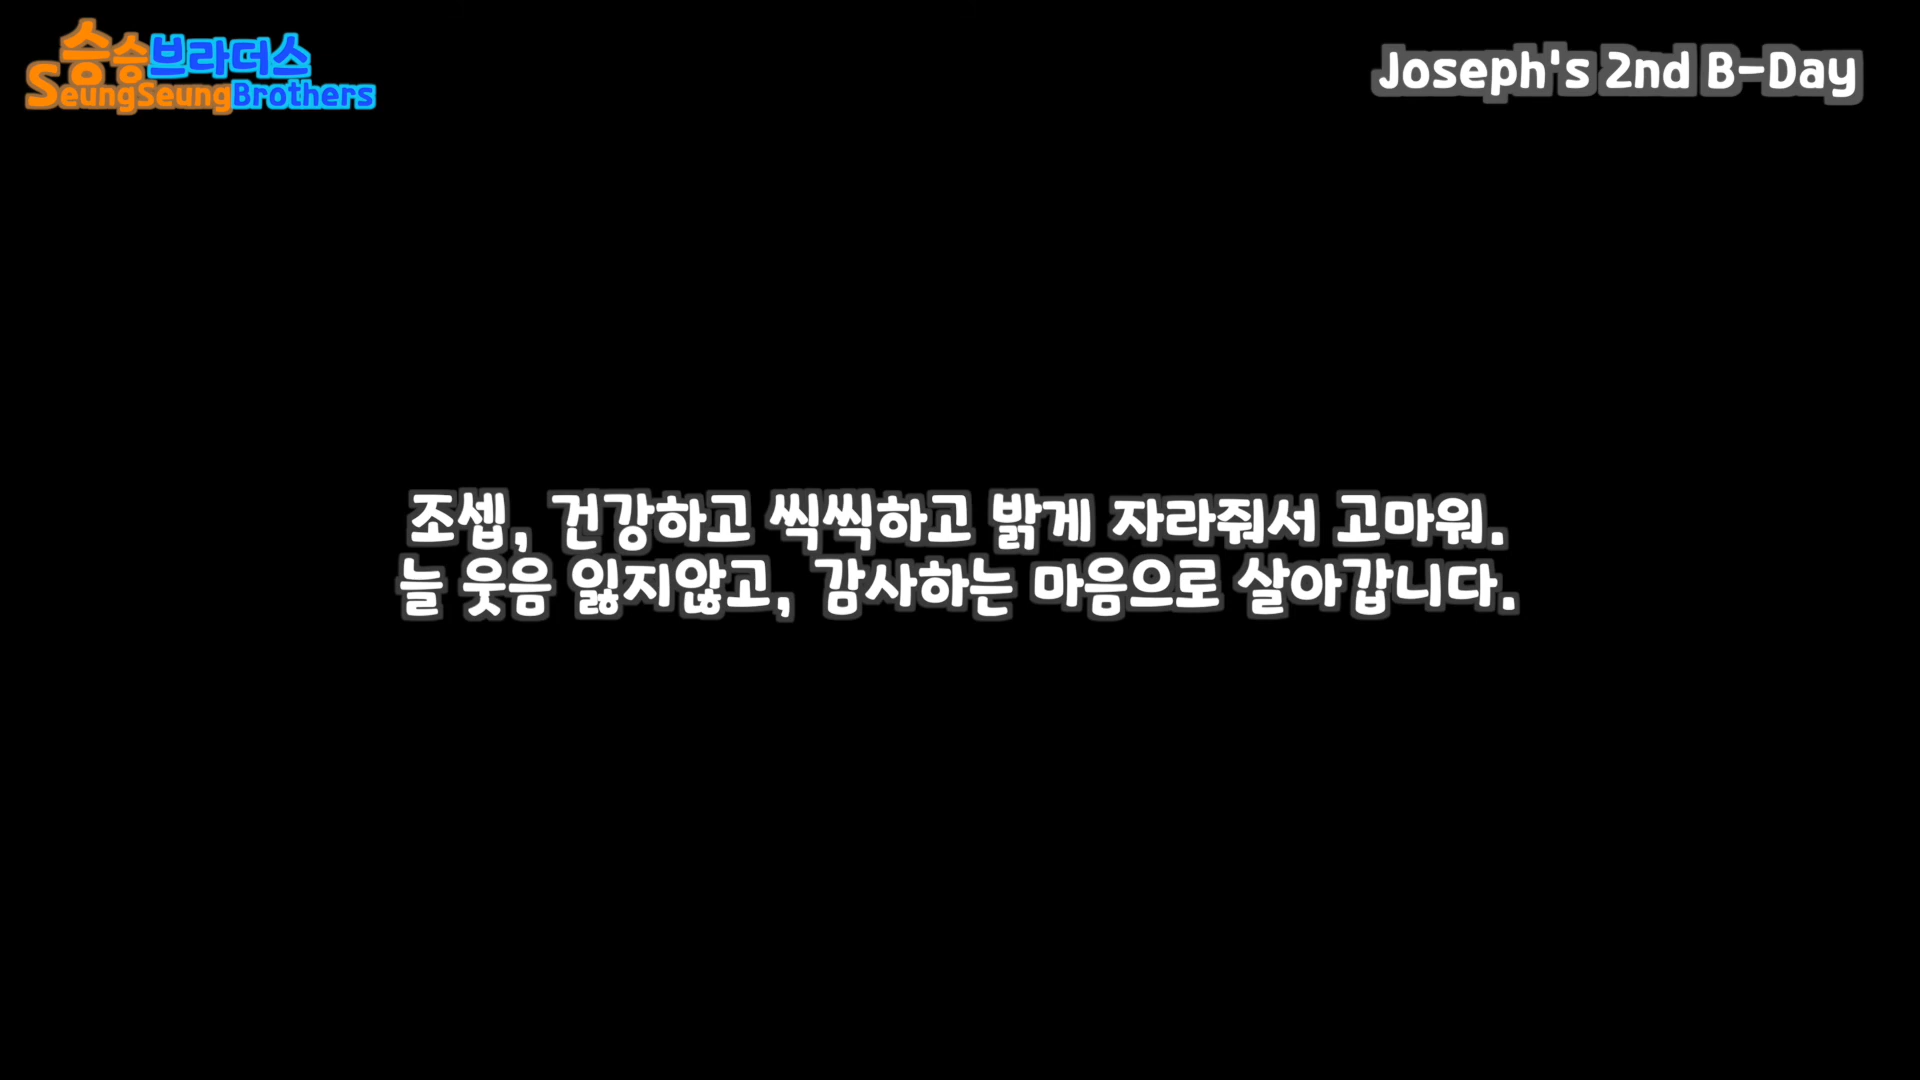 승승브라더스
SeungSeungBrothers
Joseph's 2nd B-Day
조셉, 건강하고 씩씩하고 밝게 자라줘서 고마워.
늘 웃음 잃지않고, 감사하는 마음으로 살아갑니다.